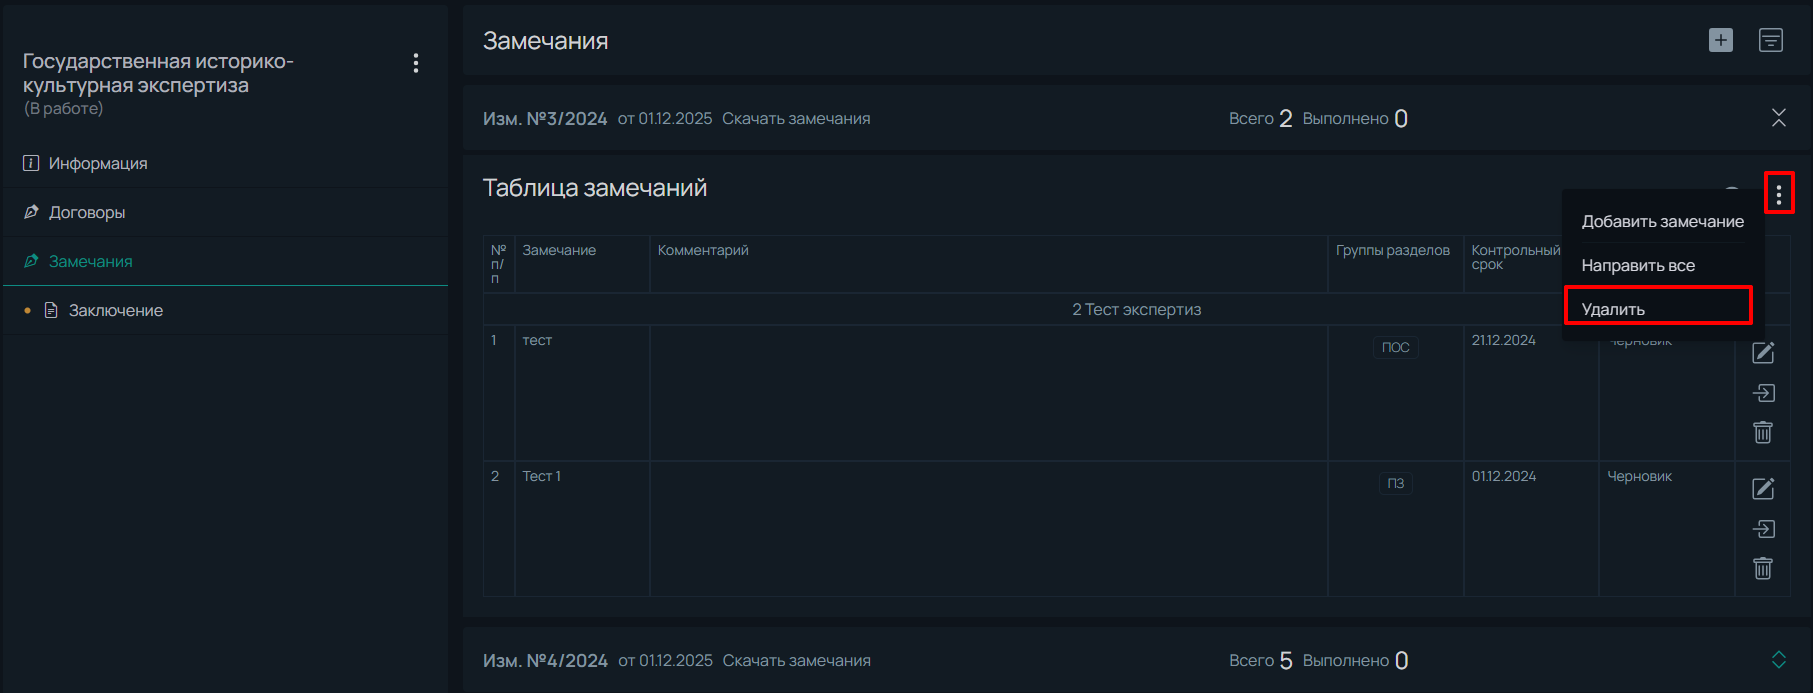 Государственная историко-
культурная экспертиза
(В работе)
Информация
Договоры
Замечания
Заключение
Замечания
Изм. №3/2024 от 01.12.2025 Скачать замечания Всего 2 Выполнено 0
Таблица замечаний
Добавить замечание
Направить все
Удалить
№ п/п Замечание Комментарий Группы разделов Контрольный срок
2 Тест экспертиз
1 тест ПОС 21.12.2024 Черновик
2 Тест 1 ПЗ 01.12.2024 Черновик
Изм. №4/2024 от 01.12.2025 Скачать замечания Всего 5 Выполнено 0